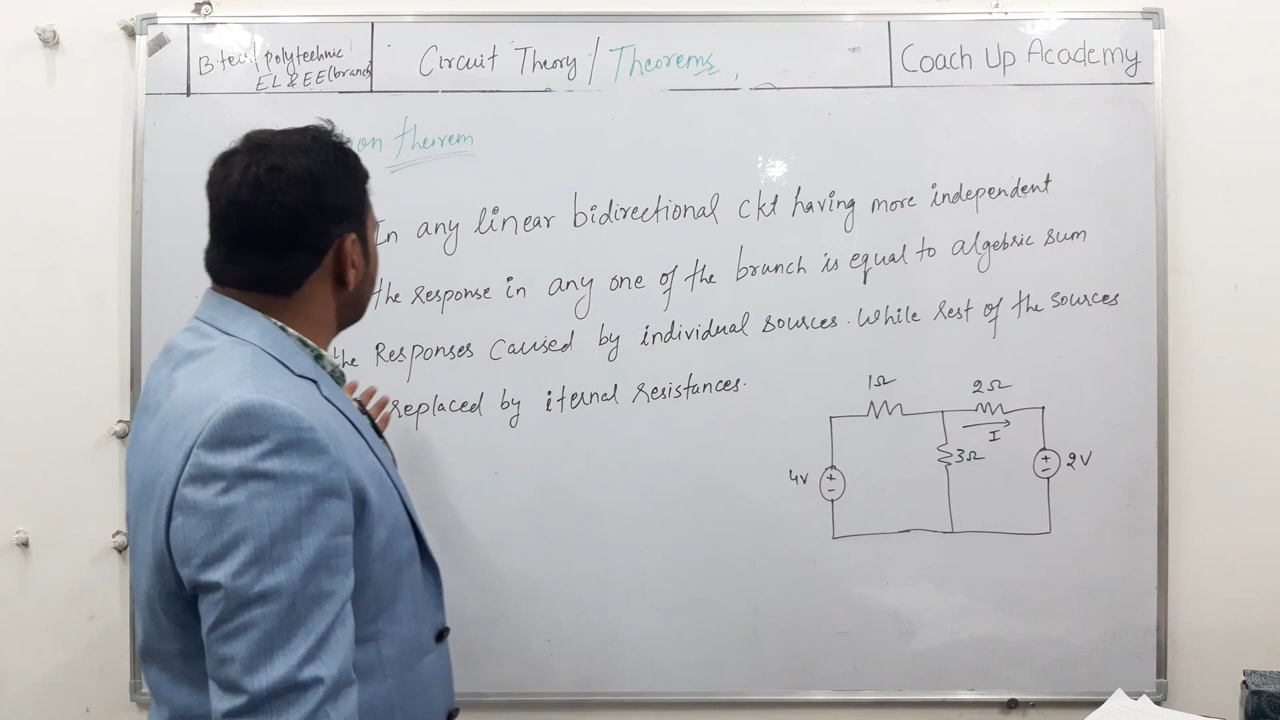 B tech/polytechnic
EL & EE(branch)
Circuit Theory / Theorems
Coach Up Academy
theorem
In any linear bidirectional ckt having more independent
the response in any one of the branch is equal to algebric sum
the Responses caused by individual sources. While rest of the sources
replaced by iternal resistances.
1Ω
2Ω
I
3Ω
4V
+
-
+
-
2V